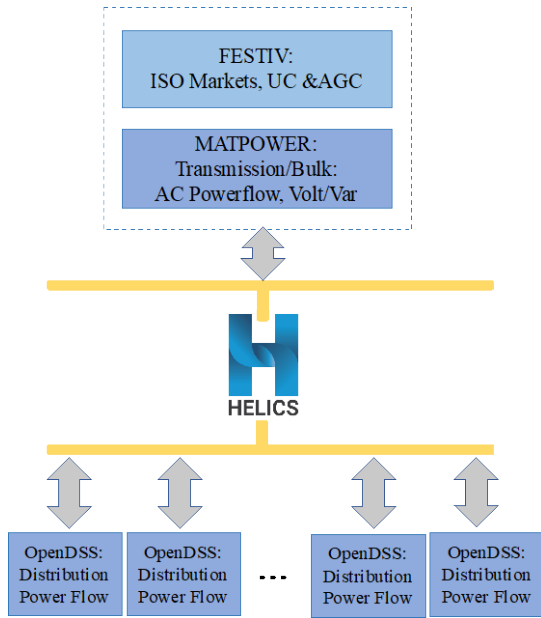 FESTIV:
ISO Markets, UC &AGC
MATPOWER:
Transmission/Bulk:
AC Powerflow, Volt/Var
HELICS
OpenDSS:
Distribution
Power Flow
OpenDSS:
Distribution
Power Flow
...
OpenDSS:
Distribution
Power Flow
OpenDSS:
Distribution
Power Flow